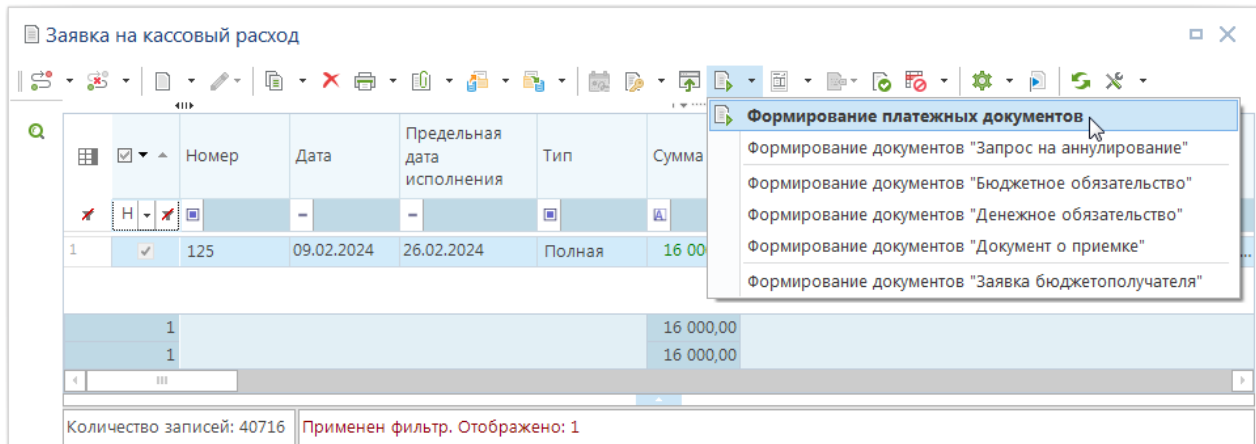 Заявка на кассовый расход
Формирование платежных документов
Формирование документов "Запрос на аннулирование"
Формирование документов "Бюджетное обязательство"
Формирование документов "Денежное обязательство"
Формирование документов "Документ о приемке"
Формирование документов "Заявка бюджетополучателя"
Номер Дата Предельная Тип Сумма
дата
исполнения
Н
1 125 09.02.2024 26.02.2024 Полная 16 00
1 16 000,00
1 16 000,00
Количество записей: 40716 Применен фильтр. Отображено: 1